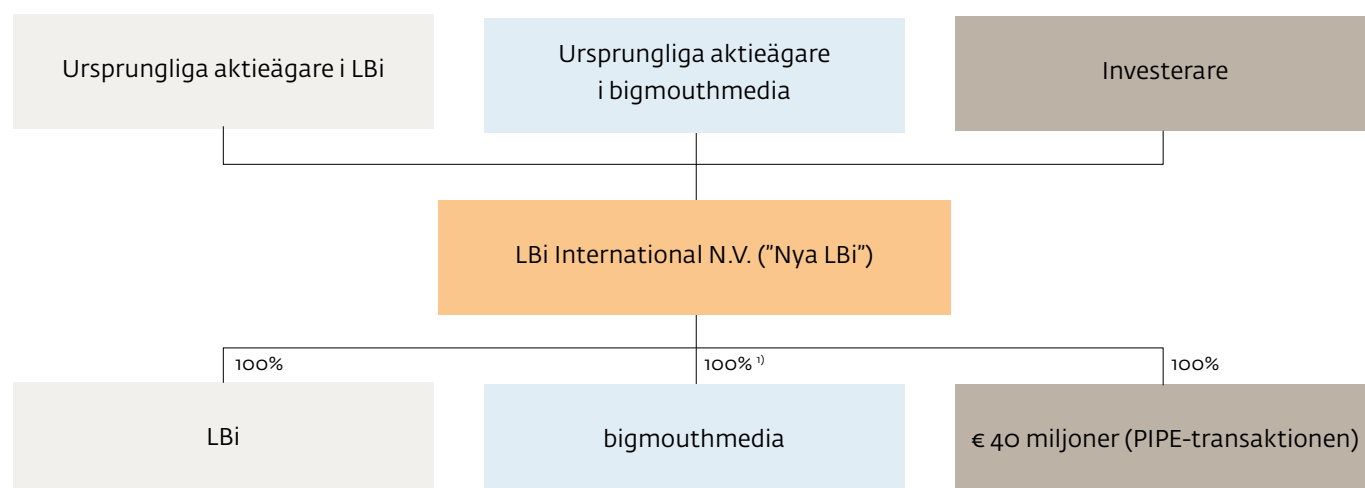 Ursprungliga aktieägare i LBi
Ursprungliga aktieägare
i bigmouthmedia
Investerare
LBi International N.V. (”Nya LBi”)
100%
100% ¹⁾
100%
LBi
bigmouthmedia
€ 40 miljoner (PIPE-transaktionen)